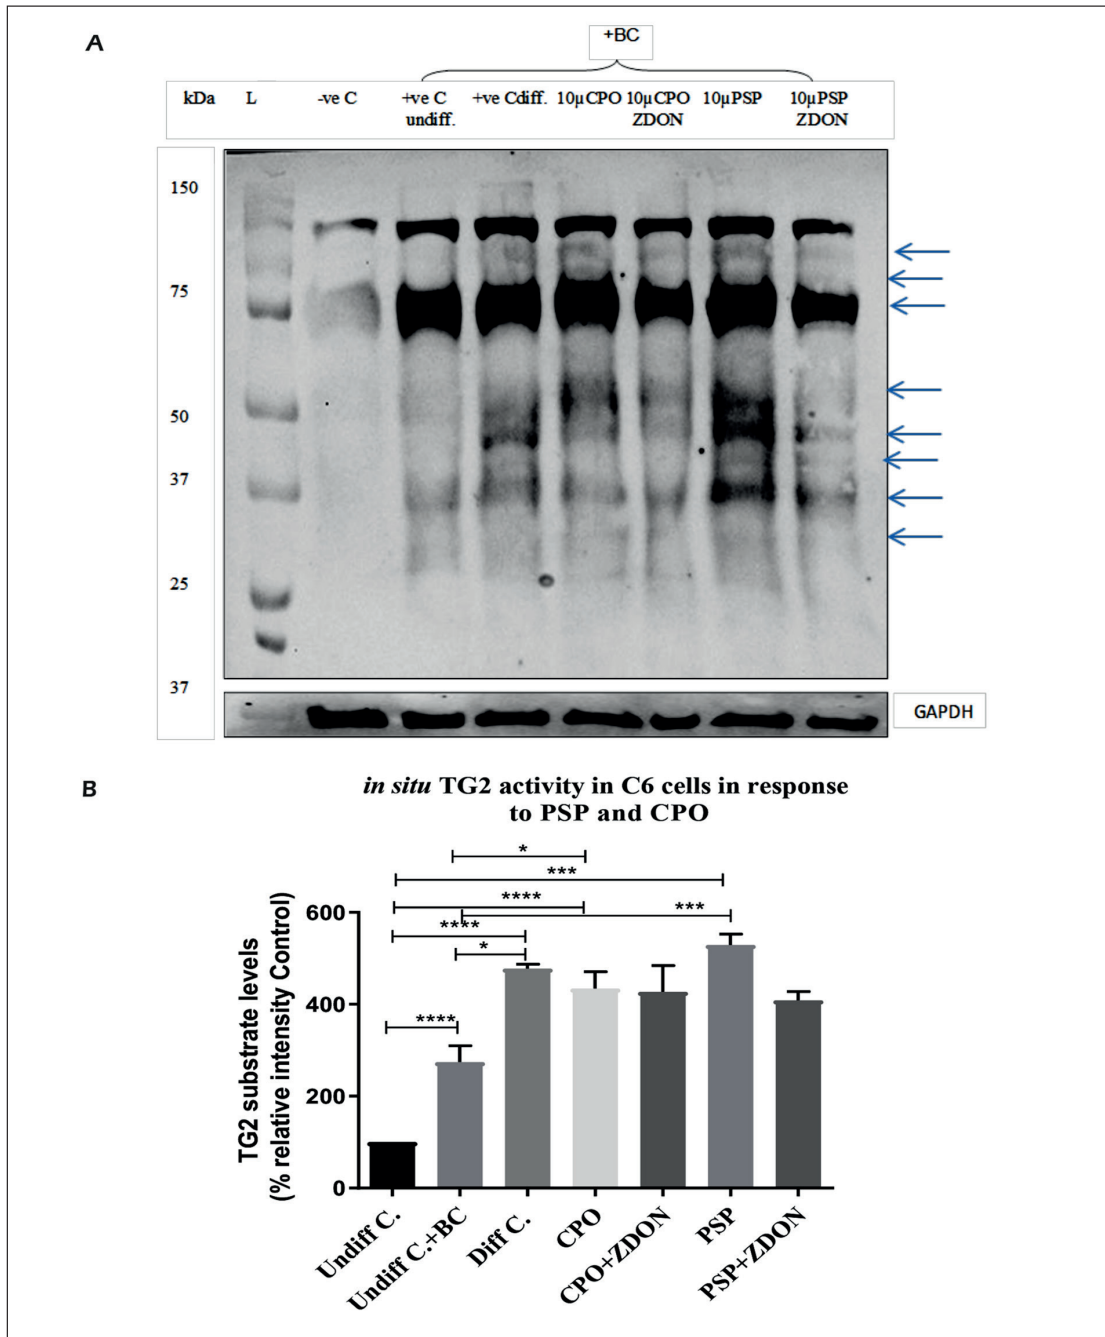 A
+BC
kDa L -ve C +ve C +ve Cdiff. 10µCPO 10µCPO 10µPSP 10µPSP
undiff. ZDON ZDON
150
75
50
37
25
37
GAPDH
B
in situ TG2 activity in C6 cells in response
to PSP and CPO
*
***
****
***
****
*
****
TG2 substrate levels
(% relative intensity Control)
600
400
200
0
Undiff C.
Undiff C.+BC
Diff C.
CPO
CPO+ZDON
PSP
PSP+ZDON